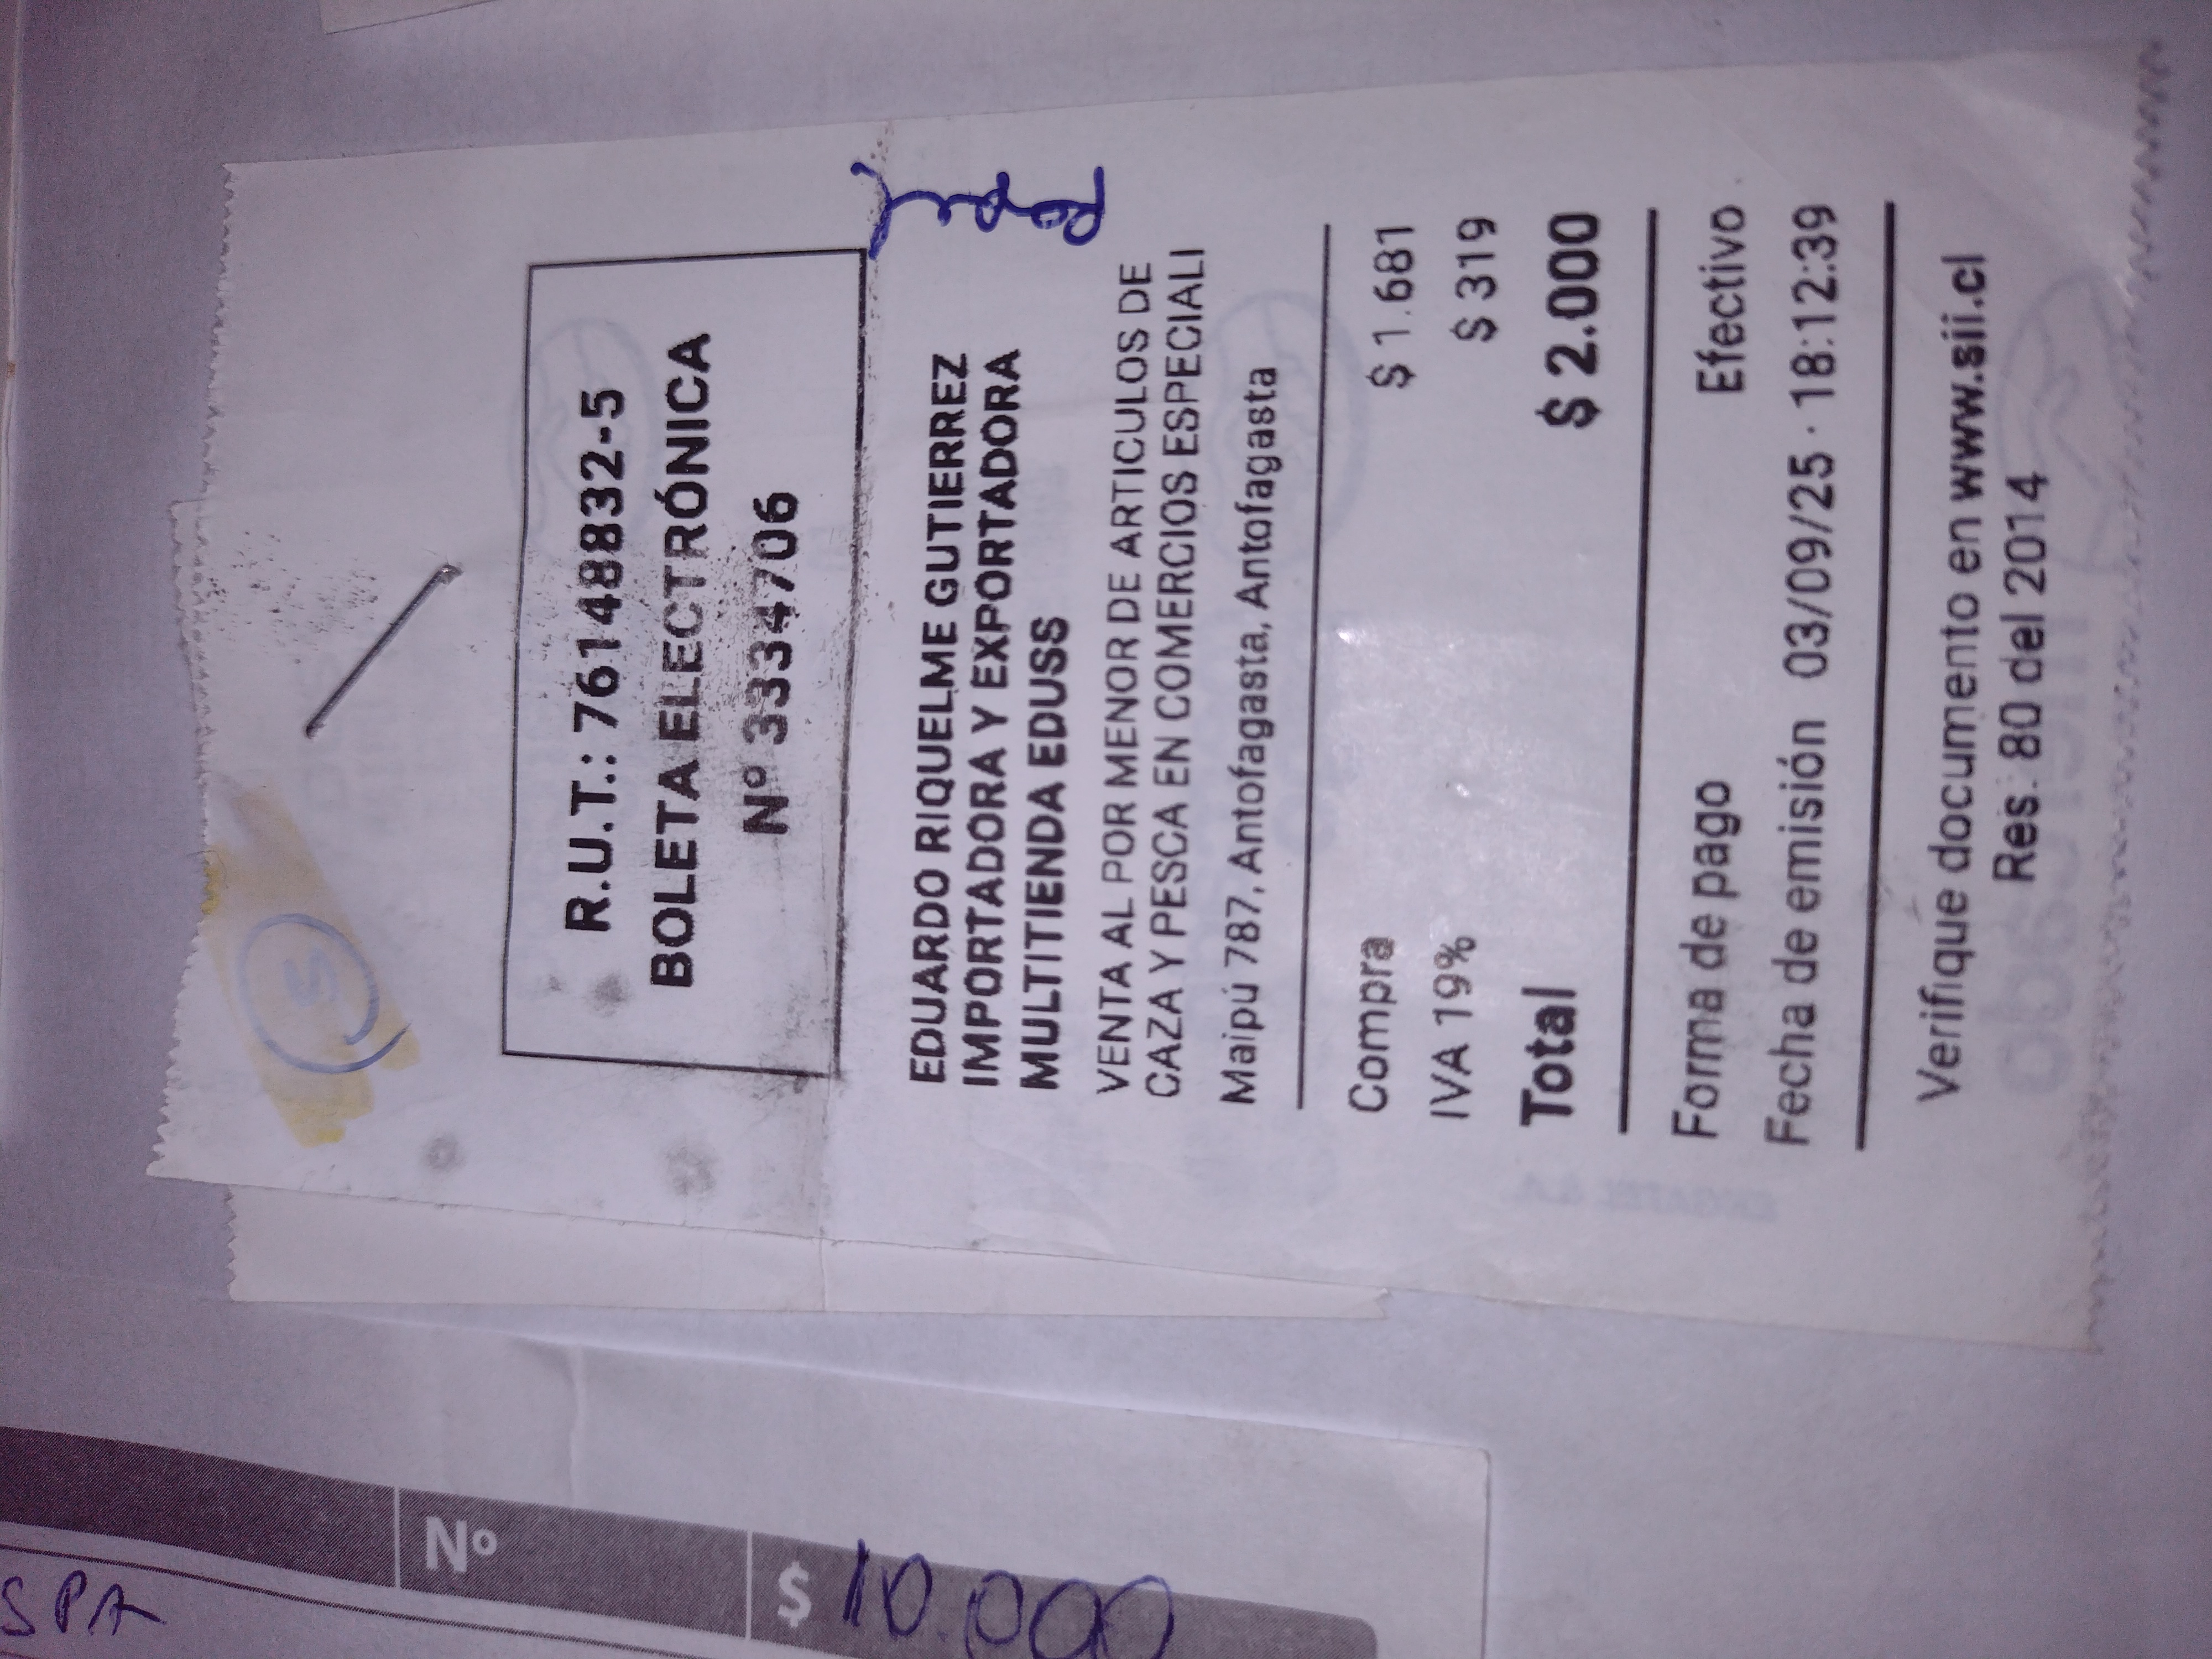 S
R.U.T.: 76148832-5
BOLETA ELECTRÓNICA
Nº 3334706
EDUARDO RIQUELME GUTIERREZ
IMPORTADORA Y EXPORTADORA
MULTITIENDA EDUSS
VENTA AL POR MENOR DE ARTICULOS DE
CAZA Y PESCA EN COMERCIOS ESPECIALI
Maipú 787, Antofagasta, Antofagasta
Compra $ 1.681
IVA 19% $ 319
Total $ 2.000
Forma de pago Efectivo
Fecha de emisión 03/09/25 · 18:12:39
Verifique documento en www.sii.cl
Res. 80 del 2014
SPA
Nº
$ 10.000